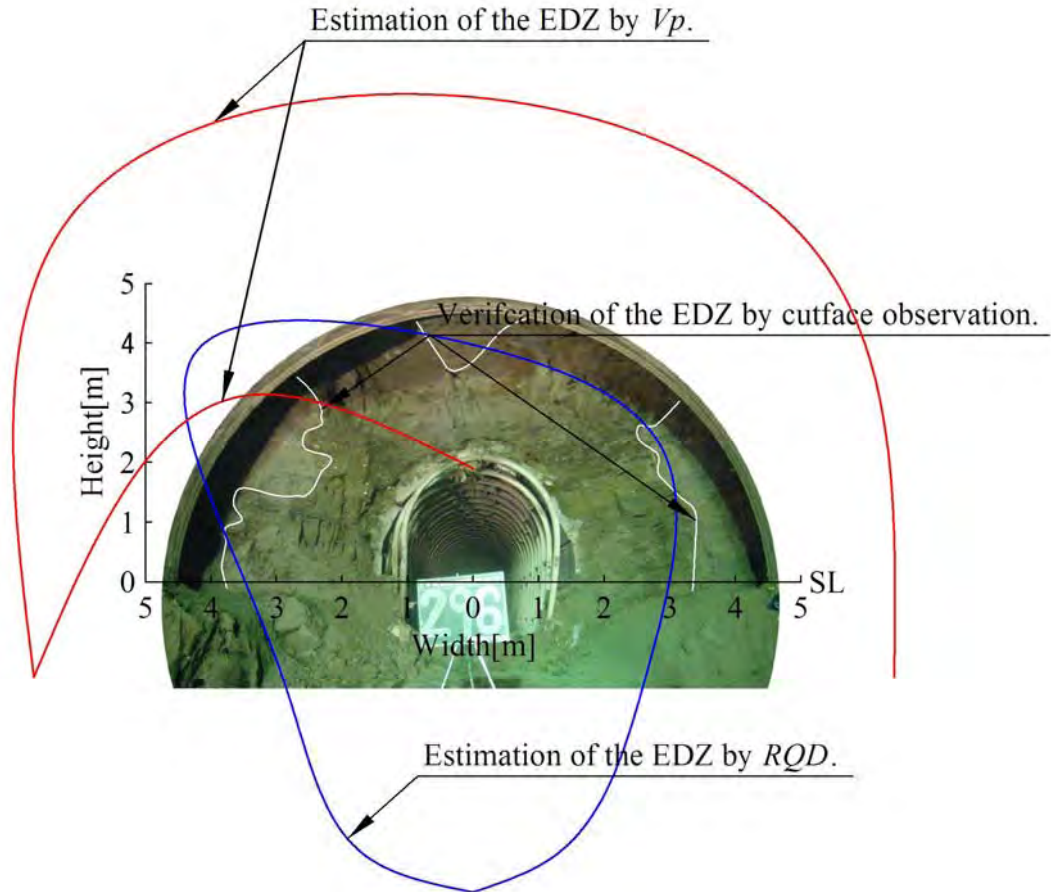 Estimation of the EDZ by Vp.
5
Verifcation of the EDZ by cutface observation.
4
3
2
1
0
Height[m]
5 4 3 2 1 0 1 2 3 4 5 SL
296
Width[m]
Estimation of the EDZ by RQD.